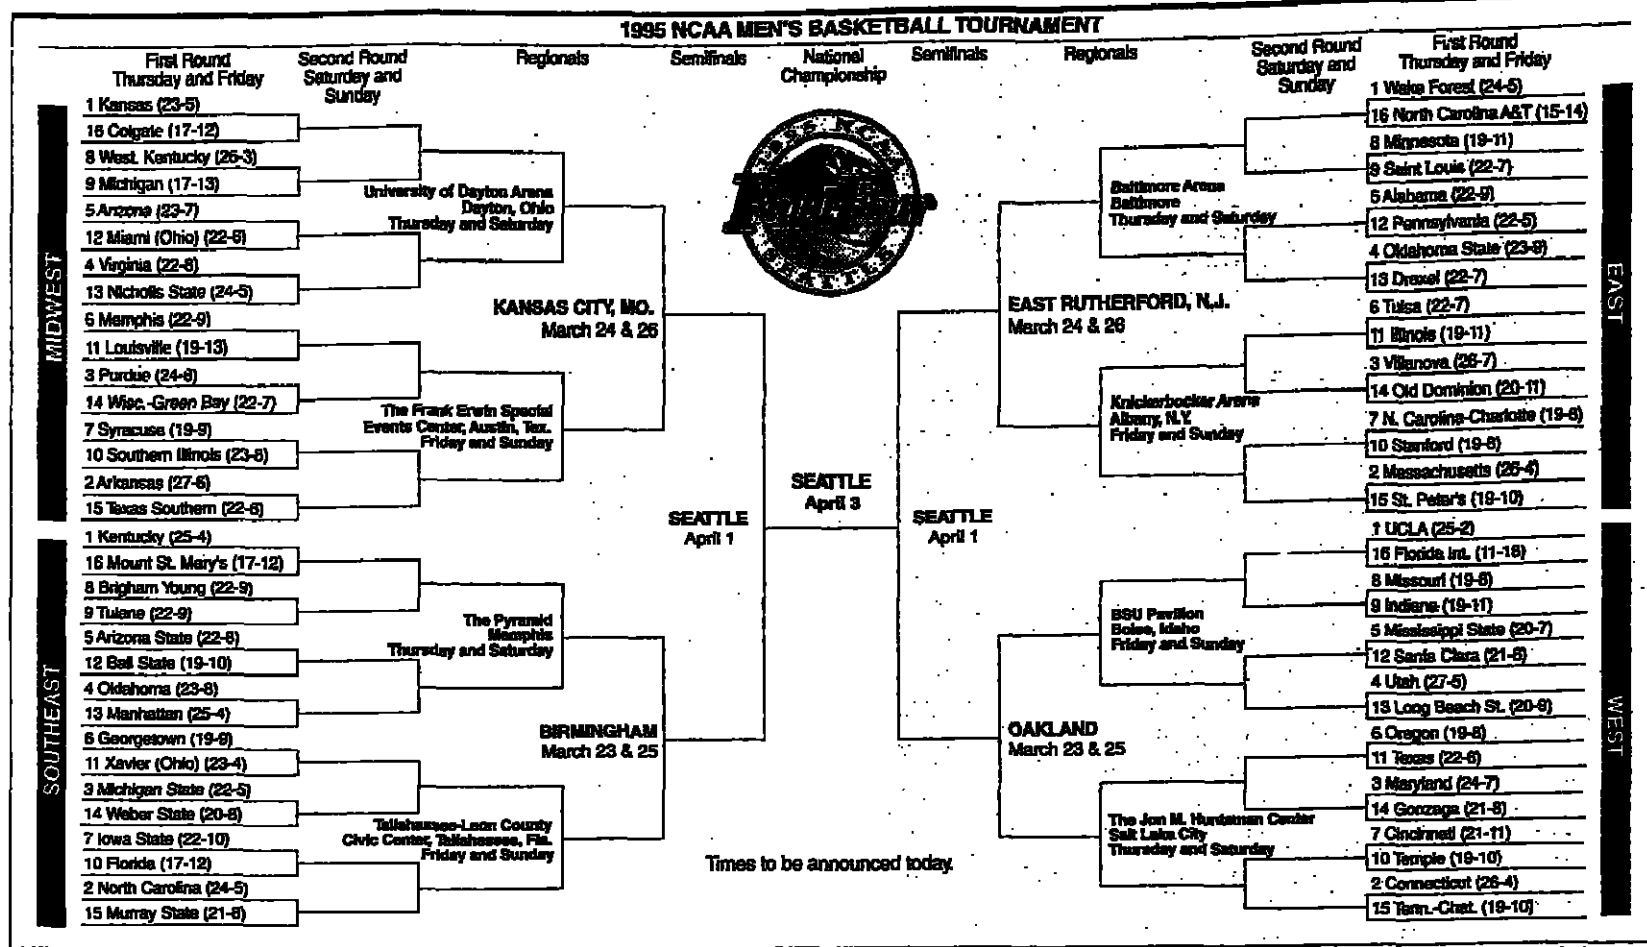 1995 NCAA MEN'S BASKETBALL TOURNAMENT
First Round
Thursday and Friday
Second Round
Saturday and
Sunday
Regionals
Semifinals
National
Championship
Semifinals
Regionals
Second Round
Saturday and
Sunday
First Round
Thursday and Friday
MIDWEST
1 Kansas (23-5)
16 Colgate (17-12)
8 West. Kentucky (26-3)
9 Michigan (17-13)
5 Arizona (23-7)
12 Miami (Ohio) (22-6)
4 Virginia (22-8)
13 Nicholls State (24-5)
6 Memphis (22-9)
11 Louisville (19-13)
3 Purdue (24-6)
14 Wisc.-Green Bay (22-7)
7 Syracuse (19-9)
10 Southern Illinois (23-8)
2 Arkansas (27-6)
15 Texas Southern (22-6)
University of Dayton Arena
Dayton, Ohio
Thursday and Saturday
KANSAS CITY, MO.
March 24 & 26
The Frank Erwin Special
Events Center, Austin, Tex.
Friday and Sunday
SOUTHEAST
1 Kentucky (25-4)
16 Mount St. Mary's (17-12)
8 Brigham Young (22-9)
9 Tulane (22-9)
5 Arizona State (22-8)
12 Ball State (19-10)
4 Oklahoma (23-8)
13 Manhattan (25-4)
6 Georgetown (19-9)
11 Xavier (Ohio) (23-4)
3 Michigan State (22-5)
14 Weber State (20-8)
7 Iowa State (22-10)
10 Florida (17-12)
2 North Carolina (24-5)
15 Murray State (21-8)
The Pyramid
Memphis
Thursday and Saturday
BIRMINGHAM
March 23 & 25
Tallahassee-Leon County
Civic Center, Tallahassee, Fla.
Friday and Sunday
SEATTLE
April 1
SEATTLE
April 3
SEATTLE
April 1
1995 NCAA
SEATTLE
Times to be announced today.
EAST
1 Wake Forest (24-5)
16 North Carolina A&T (15-14)
8 Minnesota (19-11)
9 Saint Louis (22-7)
5 Alabama (22-9)
12 Pennsylvania (22-5)
4 Oklahoma State (23-9)
13 Drexel (22-7)
6 Tulsa (22-7)
11 Illinois (19-11)
3 Villanova (26-7)
14 Old Dominion (20-11)
7 N. Carolina-Charlotte (19-8)
10 Stanford (19-8)
2 Massachusetts (26-4)
15 St. Peter's (19-10)
Baltimore Arena
Baltimore
Thursday and Saturday
EAST RUTHERFORD, N.J.
March 24 & 26
Knickerbocker Arena
Albany, N.Y.
Friday and Sunday
WEST
1 UCLA (25-2)
16 Florida Int. (11-18)
8 Missouri (19-8)
9 Indiana (19-11)
5 Mississippi State (20-7)
12 Santa Clara (21-6)
4 Utah (27-5)
13 Long Beach St. (20-9)
6 Oregon (19-8)
11 Texas (22-6)
3 Maryland (24-7)
14 Gonzaga (21-8)
7 Cincinnati (21-11)
10 Temple (19-10)
2 Connecticut (26-4)
15 Tenn.-Chat. (19-10)
BSU Pavilion
Boise, Idaho
Friday and Sunday
OAKLAND
March 23 & 25
The Jon M. Huntsman Center
Salt Lake City
Thursday and Saturday